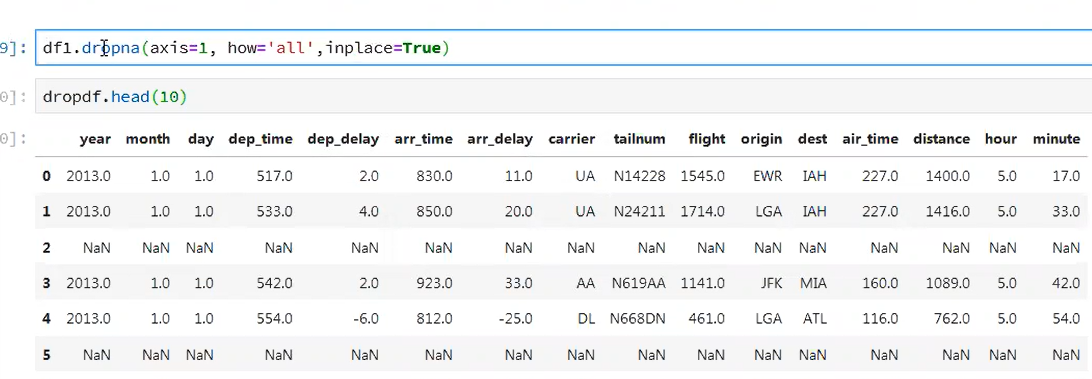 9]: df1.dropna(axis=1, how='all',inplace=True)
0]: dropdf.head(10)
0]: year month day dep_time dep_delay arr_time arr_delay carrier tailnum flight origin dest air_time distance hour minute
0 2013.0 1.0 1.0 517.0 2.0 830.0 11.0 UA N14228 1545.0 EWR IAH 227.0 1400.0 5.0 17.0
1 2013.0 1.0 1.0 533.0 4.0 850.0 20.0 UA N24211 1714.0 LGA IAH 227.0 1416.0 5.0 33.0
2 NaN NaN NaN NaN NaN NaN NaN NaN NaN NaN NaN NaN NaN NaN NaN NaN
3 2013.0 1.0 1.0 542.0 2.0 923.0 33.0 AA N619AA 1141.0 JFK MIA 160.0 1089.0 5.0 42.0
4 2013.0 1.0 1.0 554.0 -6.0 812.0 -25.0 DL N668DN 461.0 LGA ATL 116.0 762.0 5.0 54.0
5 NaN NaN NaN NaN NaN NaN NaN NaN NaN NaN NaN NaN NaN NaN NaN NaN